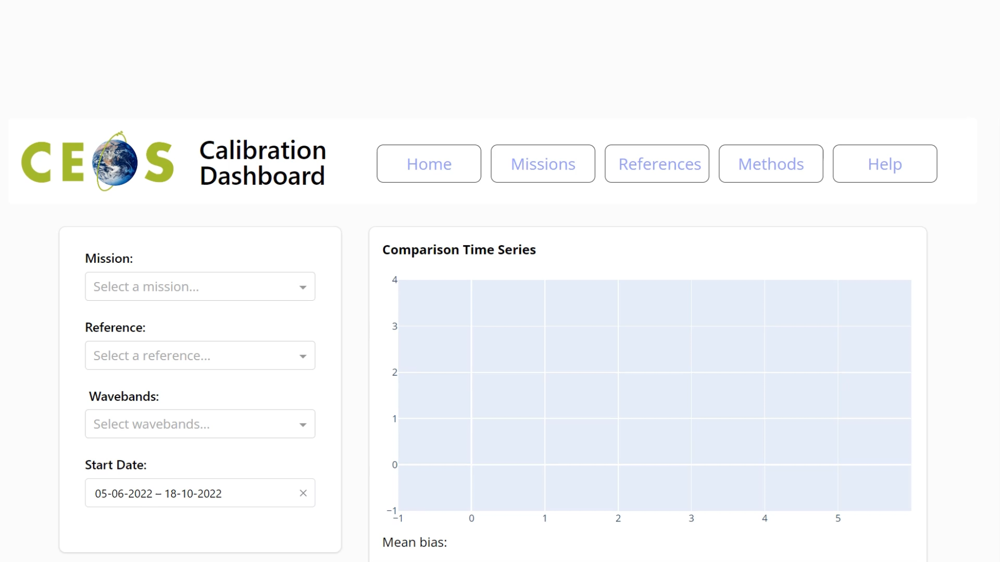 CEOS
Calibration
Dashboard
Home
Missions
References
Methods
Help
Mission:
Select a mission...
Reference:
Select a reference...
Wavebands:
Select wavebands...
Start Date:
05-06-2022 – 18-10-2022
Comparison Time Series
4
3
2
1
0
−1
−1 0 1 2 3 4 5
Mean bias: